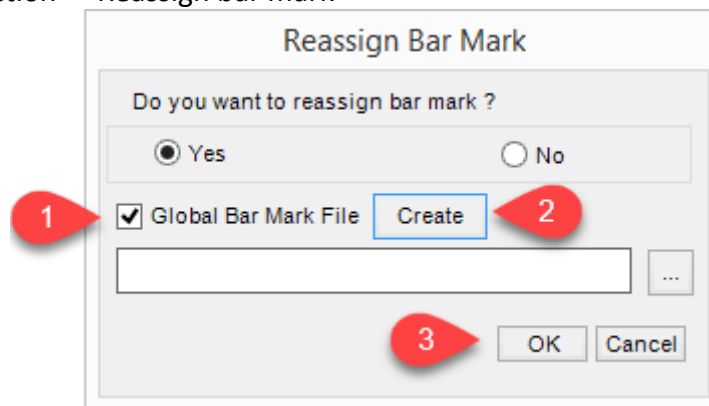 Reassign Bar Mark
Do you want to reassign bar mark ?
Yes No
1 Global Bar Mark File Create 2
...
3 OK Cancel